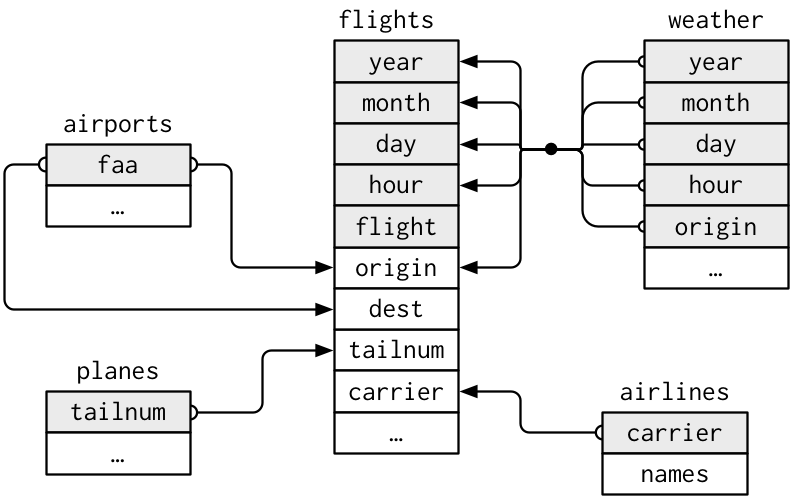 flights
year
month
day
hour
flight
origin
dest
tailnum
carrier
…
weather
year
month
day
hour
origin
…
airports
faa
…
planes
tailnum
…
airlines
carrier
names